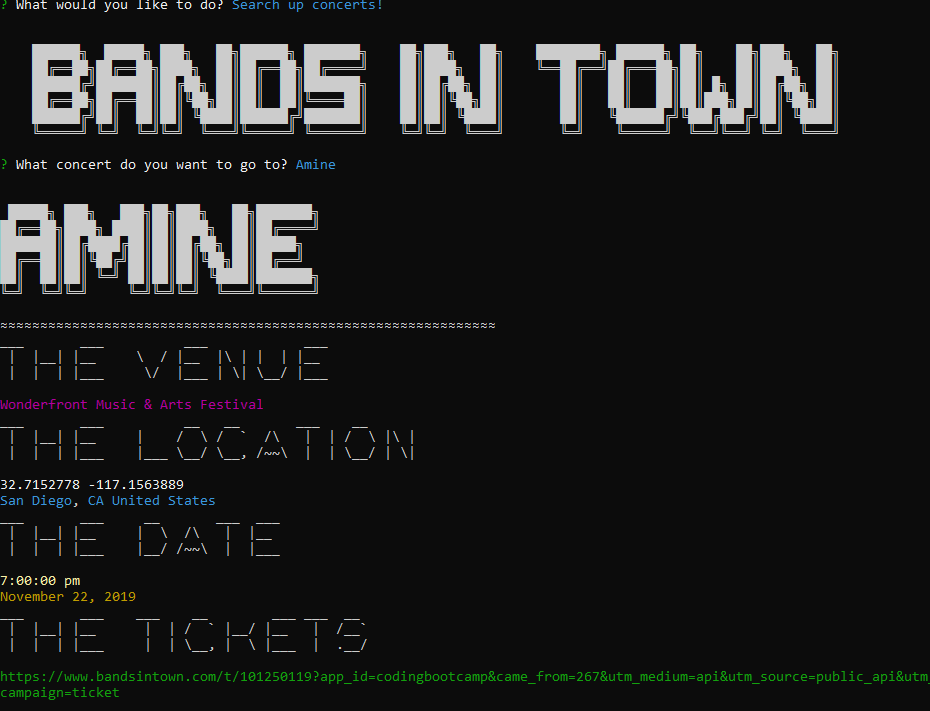 ? What would you like to do? Search up concerts!
BANDS IN TOWN
? What concert do you want to go to? Amine
AMINE
≈≈≈≈≈≈≈≈≈≈≈≈≈≈≈≈≈≈≈≈≈≈≈≈≈≈≈≈≈≈≈≈≈≈≈≈≈≈≈≈≈≈≈≈≈≈≈≈≈≈≈≈≈≈≈≈≈≈≈≈≈≈
THE VENUE
Wonderfront Music & Arts Festival
THE LOCATION
32.7152778 -117.1563889
San Diego, CA United States
THE DATE
7:00:00 pm
November 22, 2019
THE TICKETS
https://www.bandsintown.com/t/101250119?app_id=codingbootcamp&came_from=267&utm_medium=api&utm_source=public_api&utm_
campaign=ticket